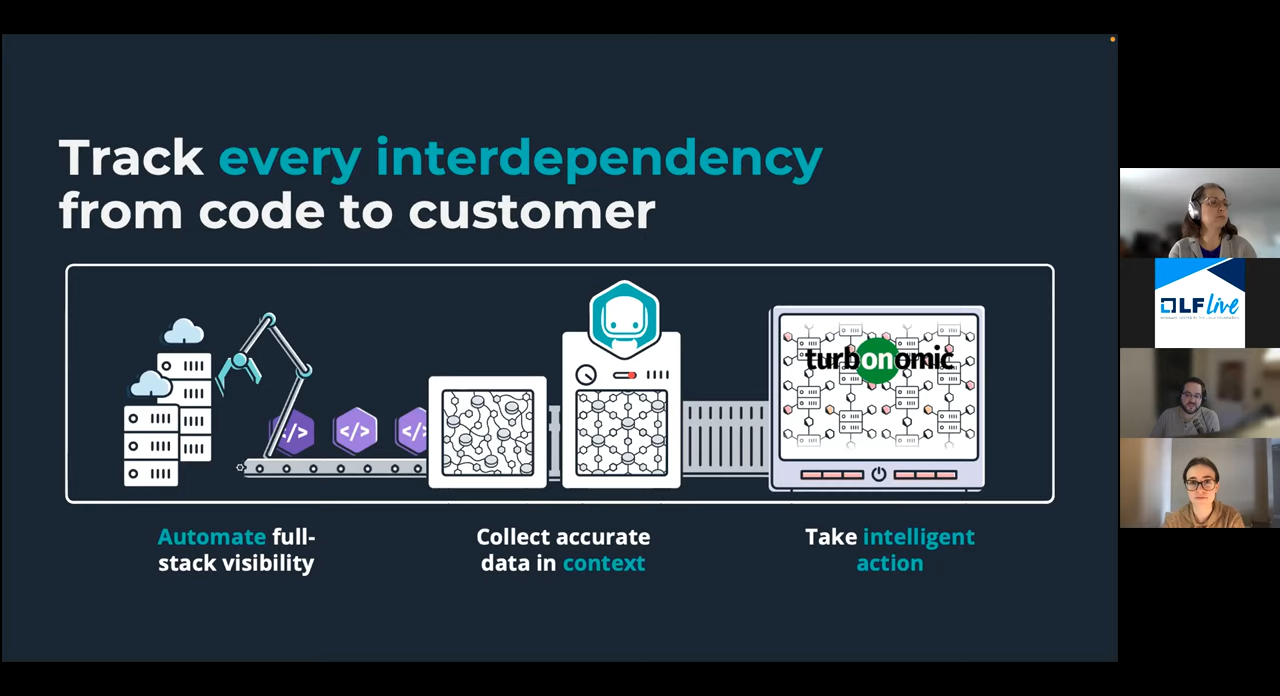 Track every interdependency
from code to customer
</>
</>
</>
turbonomic
Automate full-
stack visibility
Collect accurate
data in context
Take intelligent
action
LF live